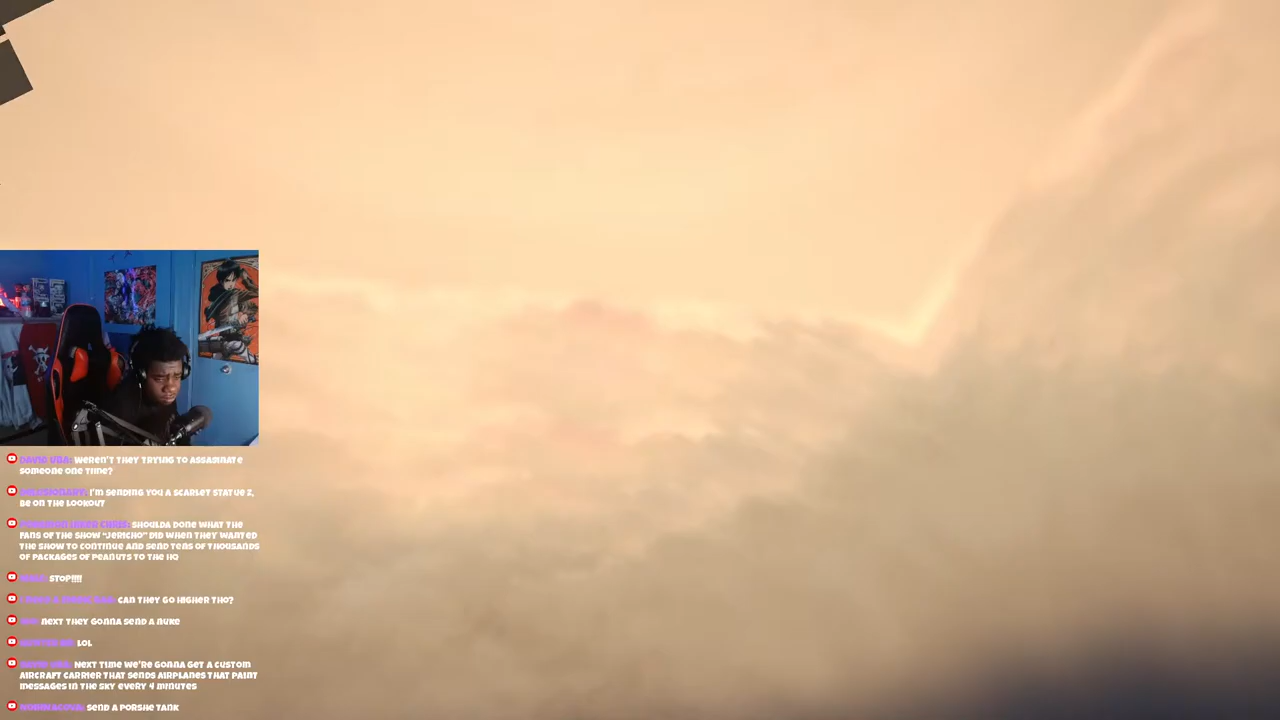 DAVID UBA: WEREN'T THEY TRYING TO ASSASINATE
SOMEONE ONE TIME?
I'M SENDING YOU A SCARLET STATUE Z,
BE ON THE LOOKOUT
SHOULDA DONE WHAT THE
FANS OF THE SHOW "JERICHO" DID WHEN THEY WANTED
THE SHOW TO CONTINUE AND SEND TENS OF THOUSANDS
OF PACKAGES OF PEANUTS TO THE HQ
STOP!!!!
CAN THEY GO HIGHER THO?
NEXT THEY GONNA SEND A NUKE
LOL
NEXT TIME WE'RE GONNA GET A CUSTOM
AIRCRAFT CARRIER THAT SENDS AIRPLANES THAT PAINT
MESSAGES IN THE SKY EVERY 4 MINUTES
SEND A PORSHE TANK